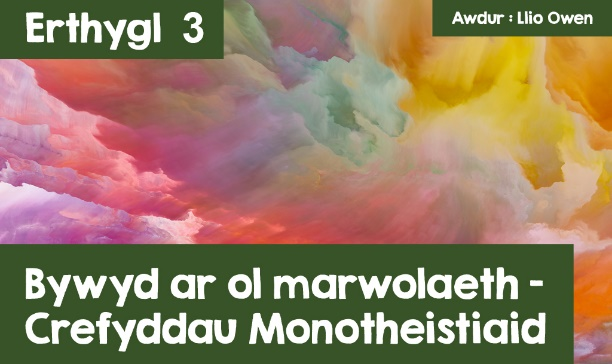 Erthygl 3
Awdur : Llio Owen
Bywyd ar ol marwolaeth -
Crefyddau Monotheistiaid